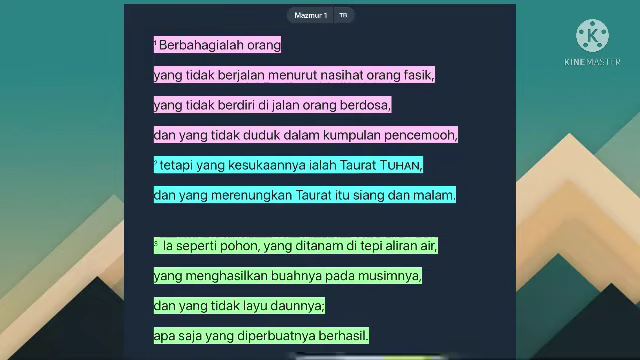 Mazmur 1 TB
1 Berbahagialah orang
yang tidak berjalan menurut nasihat orang fasik,
yang tidak berdiri di jalan orang berdosa,
dan yang tidak duduk dalam kumpulan pencemooh,
2 tetapi yang kesukaannya ialah Taurat TUHAN,
dan yang merenungkan Taurat itu siang dan malam.
3 Ia seperti pohon, yang ditanam di tepi aliran air,
yang menghasilkan buahnya pada musimnya,
dan yang tidak layu daunnya;
apa saja yang diperbuatnya berhasil.
K
KINEMASTER